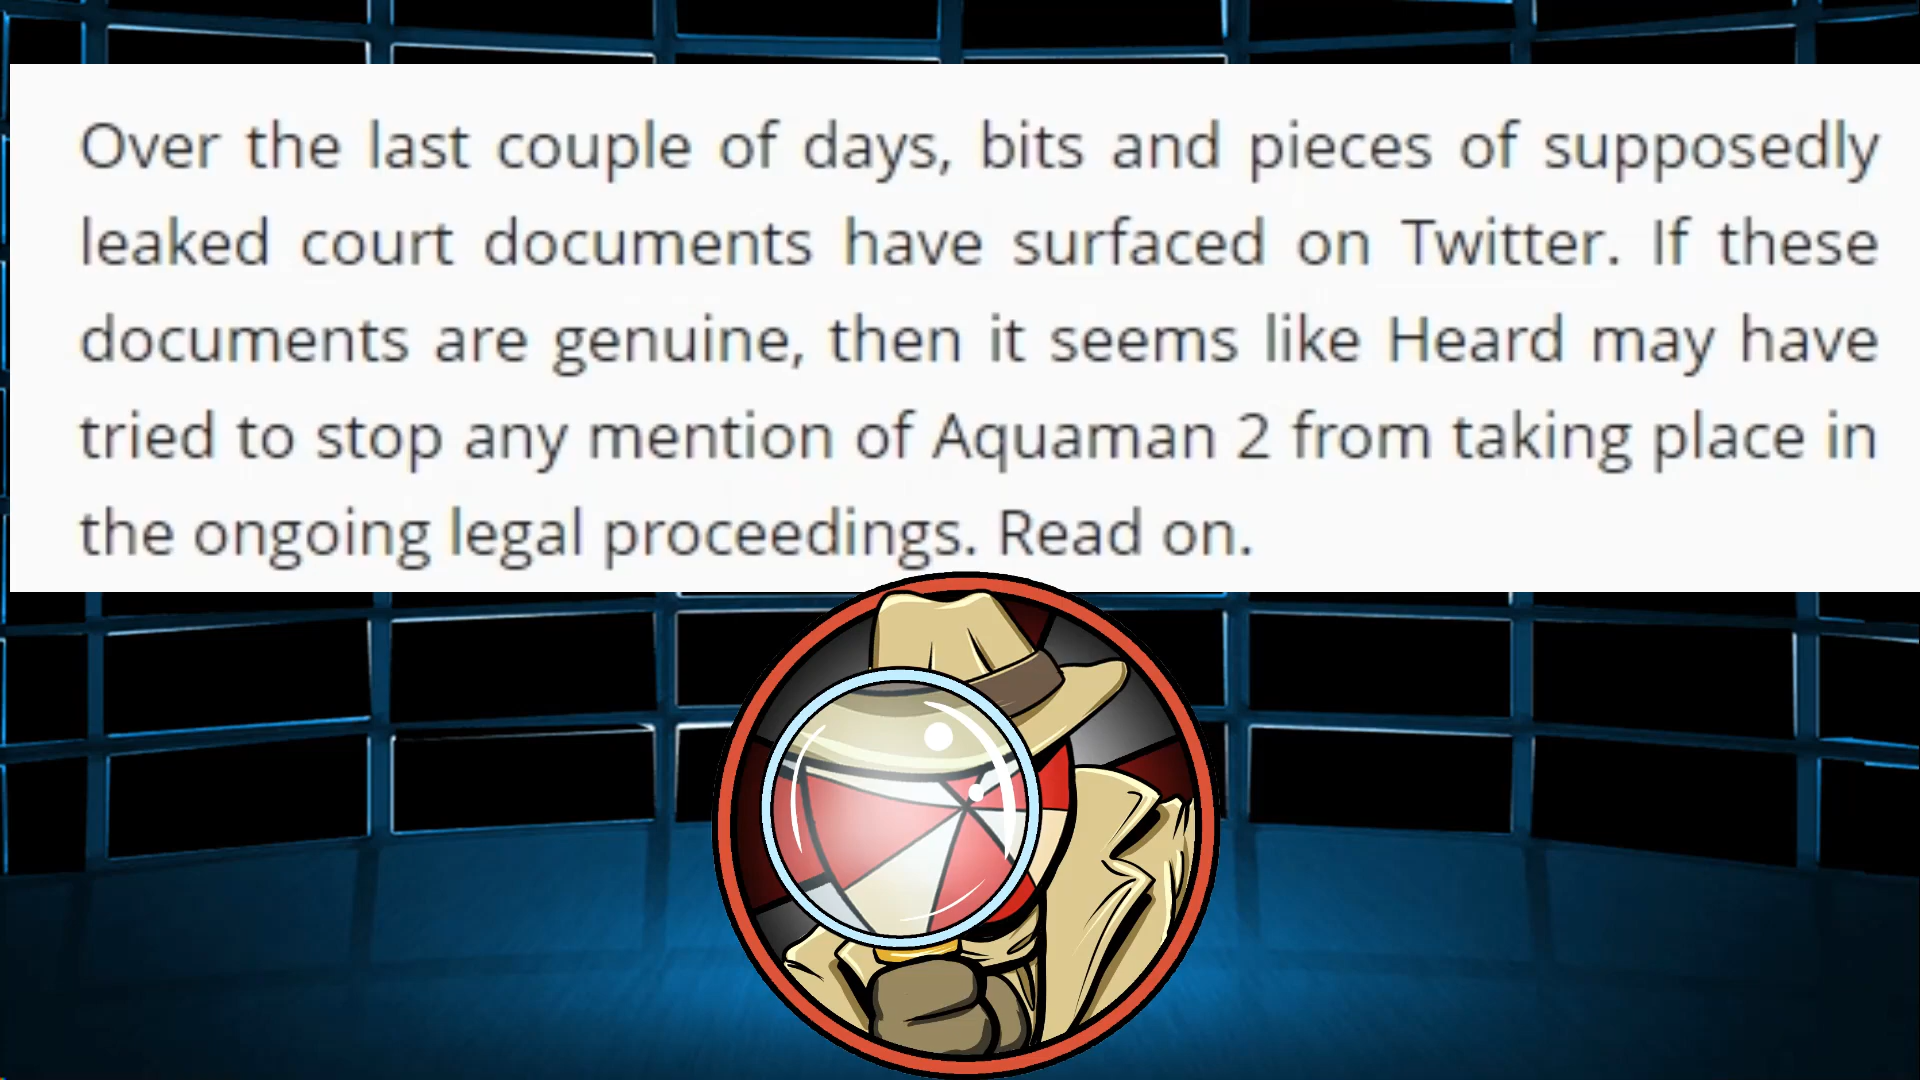 Over the last couple of days, bits and pieces of supposedly
leaked court documents have surfaced on Twitter. If these
documents are genuine, then it seems like Heard may have
tried to stop any mention of Aquaman 2 from taking place in
the ongoing legal proceedings. Read on.